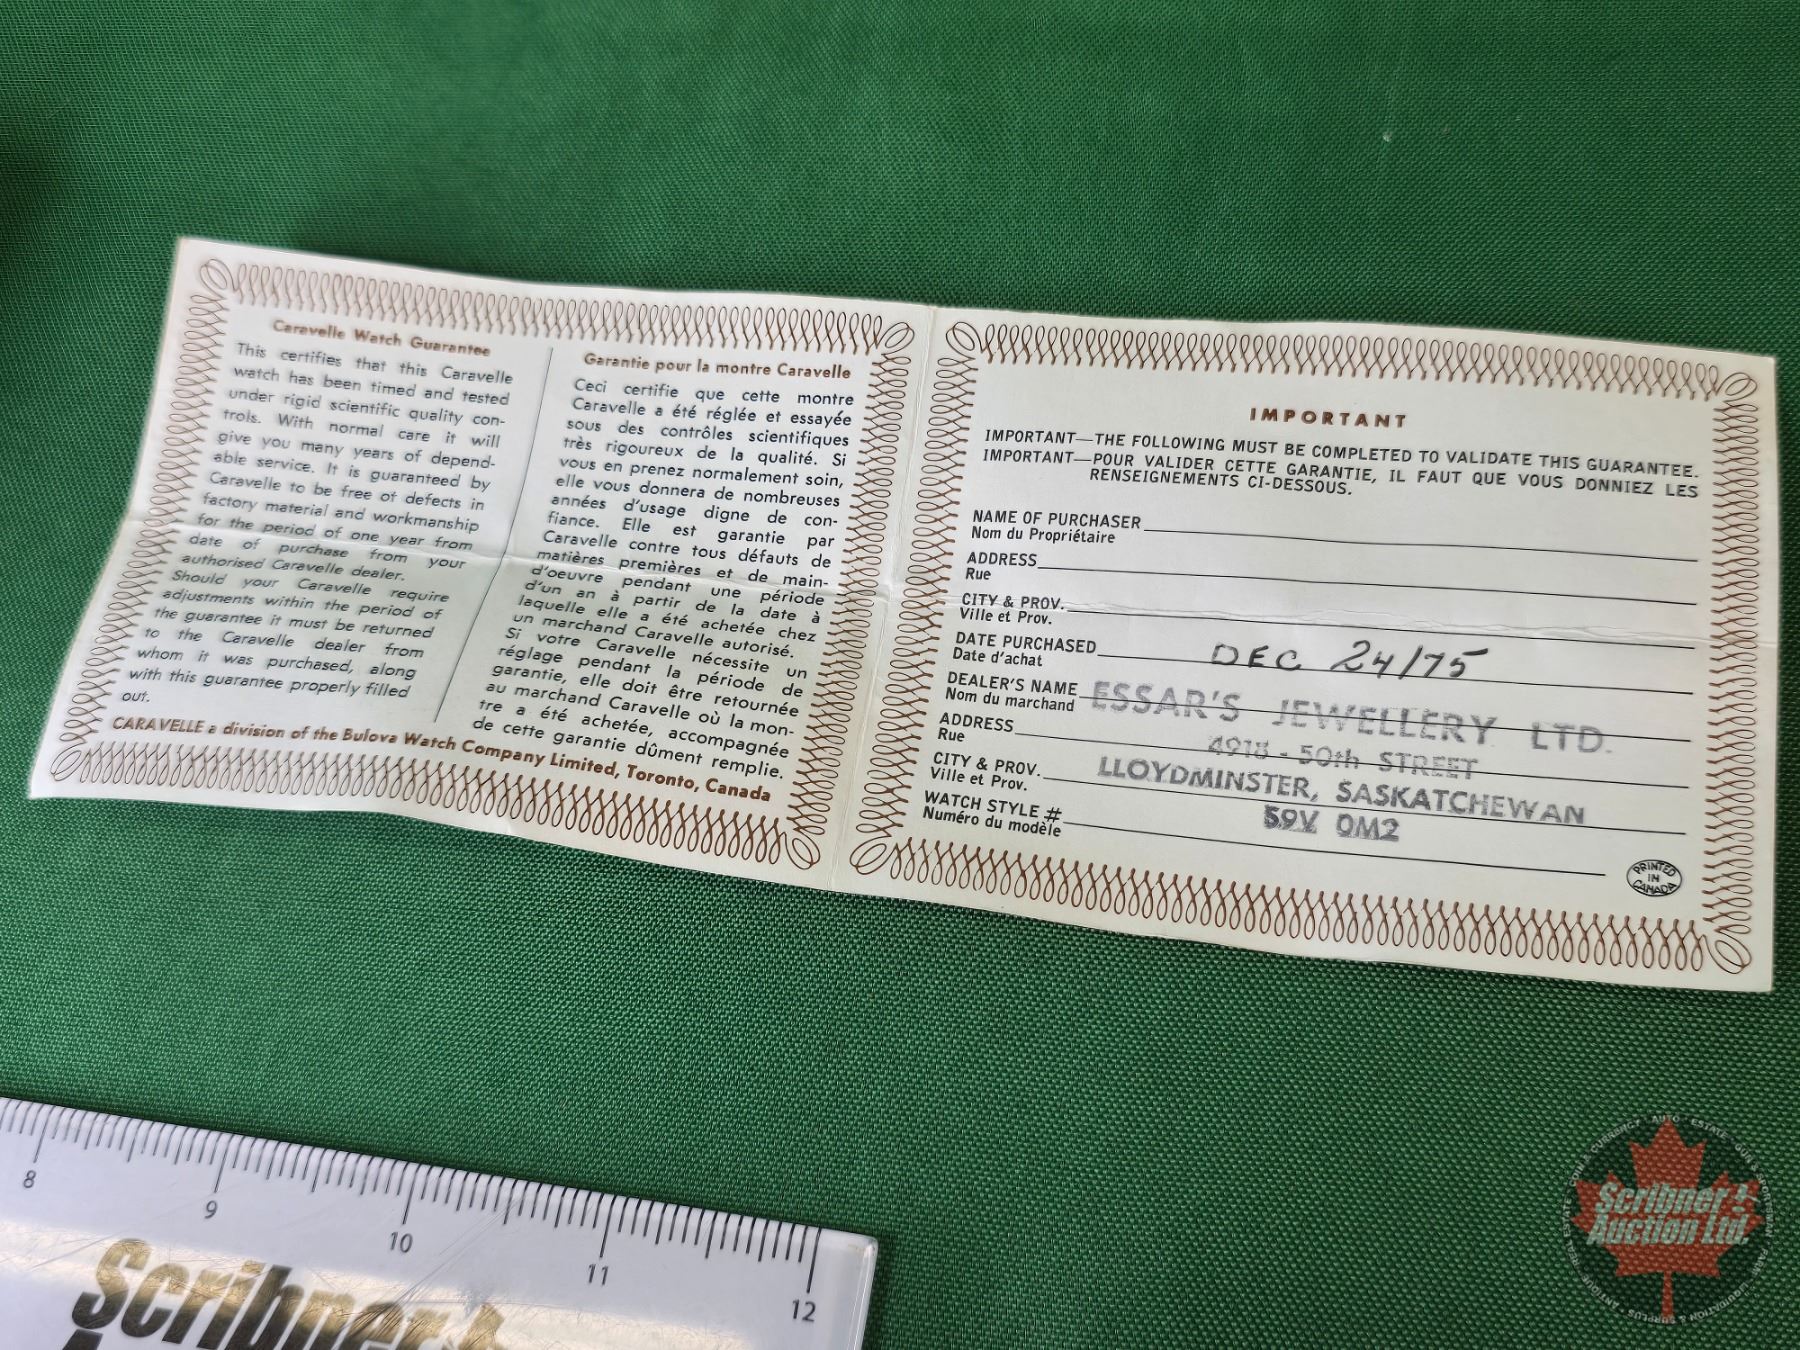 Caravelle Watch Guarantee
This certifies that this Caravelle
watch has been timed and tested
under rigid scientific quality con-
trols. With normal care it will
give you many years of depend-
able service. It is guaranteed by
Caravelle to be free of defects in
factory material and workmanship
for the period of one year from
date of purchase from your
authorised Caravelle dealer.
Should your Caravelle require
adjustments within the period of
the guarantee it must be returned
to the Caravelle dealer from
whom it was purchased, along
with this guarantee properly filled
out.
Garantie pour la montre Caravelle
Ceci certifie que cette montre
Caravelle a été réglée et essayée
sous des contrôles scientifiques
très rigoureux de la qualité. Si
vous en prenez normalement soin,
elle vous donnera de nombreuses
années d'usage digne de con-
fiance. Elle est garantie par
Caravelle contre tous défauts de
matières premières et de main-
d'oeuvre pendant une période
d'un an à partir de la date à
laquelle elle a été achetée chez
un marchand Caravelle autorisé.
Si votre Caravelle nécessite un
réglage pendant la période de
garantie, elle doit être retournée
au marchand Caravelle où la mon-
tre a été achetée, accompagnée
de cette garantie dûment remplie.
CARAVELLE a division of the Bulova Watch Company Limited, Toronto, Canada
IMPORTANT
IMPORTANT—THE FOLLOWING MUST BE COMPLETED TO VALIDATE THIS GUARANTEE.
IMPORTANT—POUR VALIDER CETTE GARANTIE, IL FAUT QUE VOUS DONNIEZ LES
RENSEIGNEMENTS CI-DESSOUS.
NAME OF PURCHASER
Nom du Propriétaire
ADDRESS
Rue
CITY & PROV.
Ville et Prov.
DATE PURCHASED DEC 24/75
Date d'achat
DEALER'S NAME ESSAR'S JEWELLERY LTD.
Nom du marchand
ADDRESS 4918 - 50th STREET
Rue
CITY & PROV. LLOYDMINSTER, SASKATCHEWAN
Ville et Prov.
WATCH STYLE # S9V 0M2
Numéro du modèle
PRINTED
IN
CANADA
8 9 10 11 12
Scribner
Scribner
Auction Ltd.
AUTO · ESTATE · GUN & SPORTSMAN · FARM · LIQUIDATION & SURPLUS · ANTIQUE · REAL ESTATE · COIN & CURRENCY